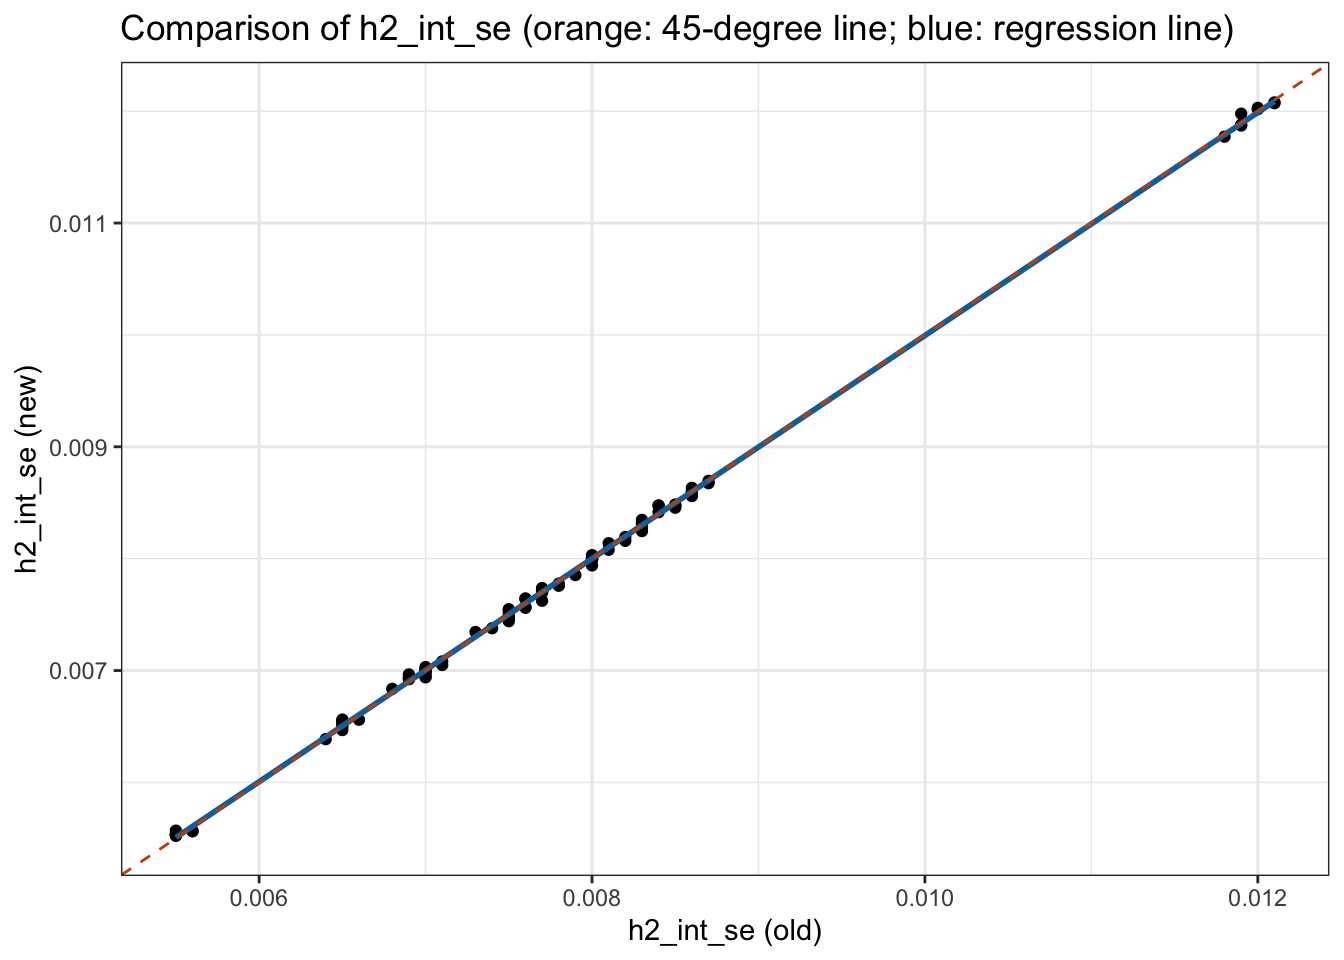 Comparison of h2_int_se (orange: 45-degree line; blue: regression line)
h2_int_se (new)
0.011
0.009
0.007
0.006
0.008
0.010
0.012
h2_int_se (old)